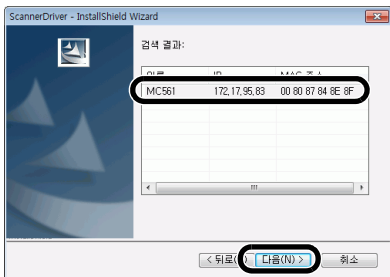 ScannerDriver - InstallShield Wizard
검색 결과:
MC561 172,17,95,83 00 80 87 84 8E 8F
< 뒤로( 다음(N) > 취소